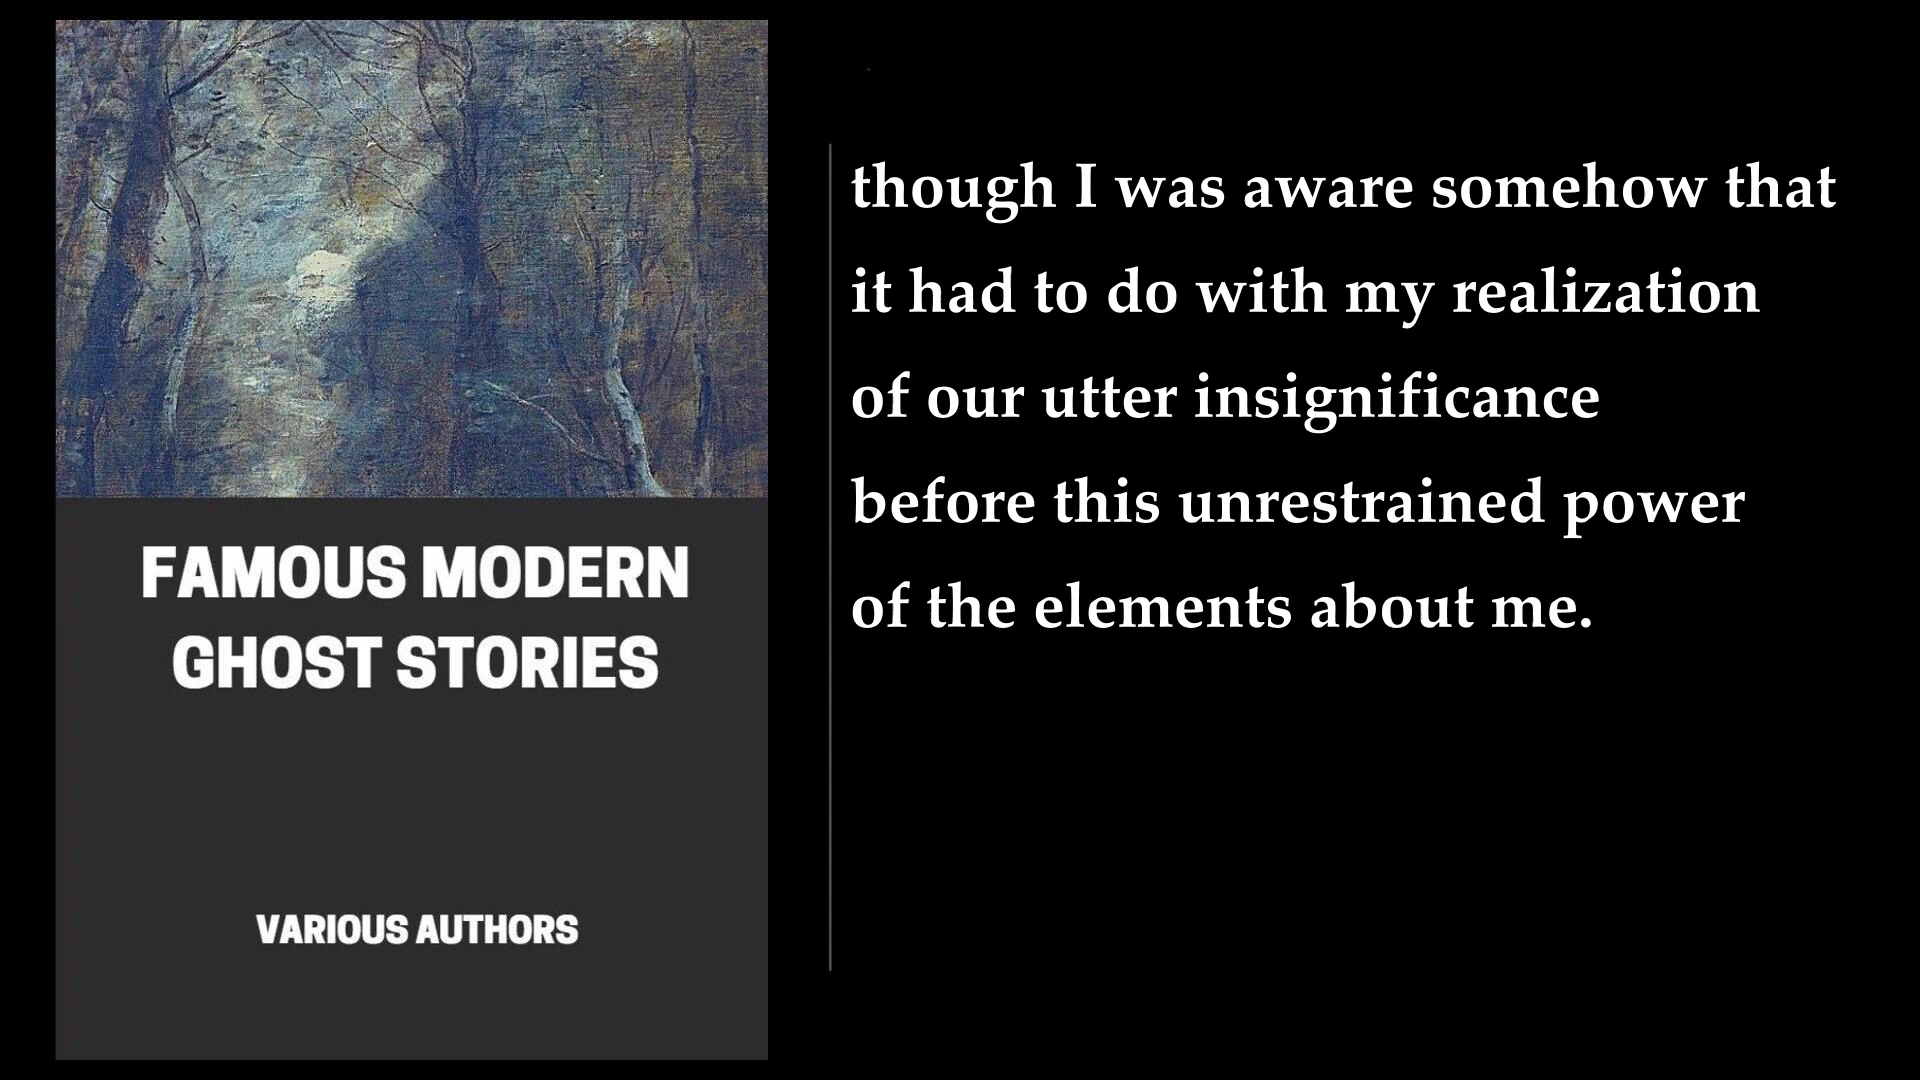 FAMOUS MODERN
GHOST STORIES
VARIOUS AUTHORS
though I was aware somehow that
it had to do with my realization
of our utter insignificance
before this unrestrained power
of the elements about me.